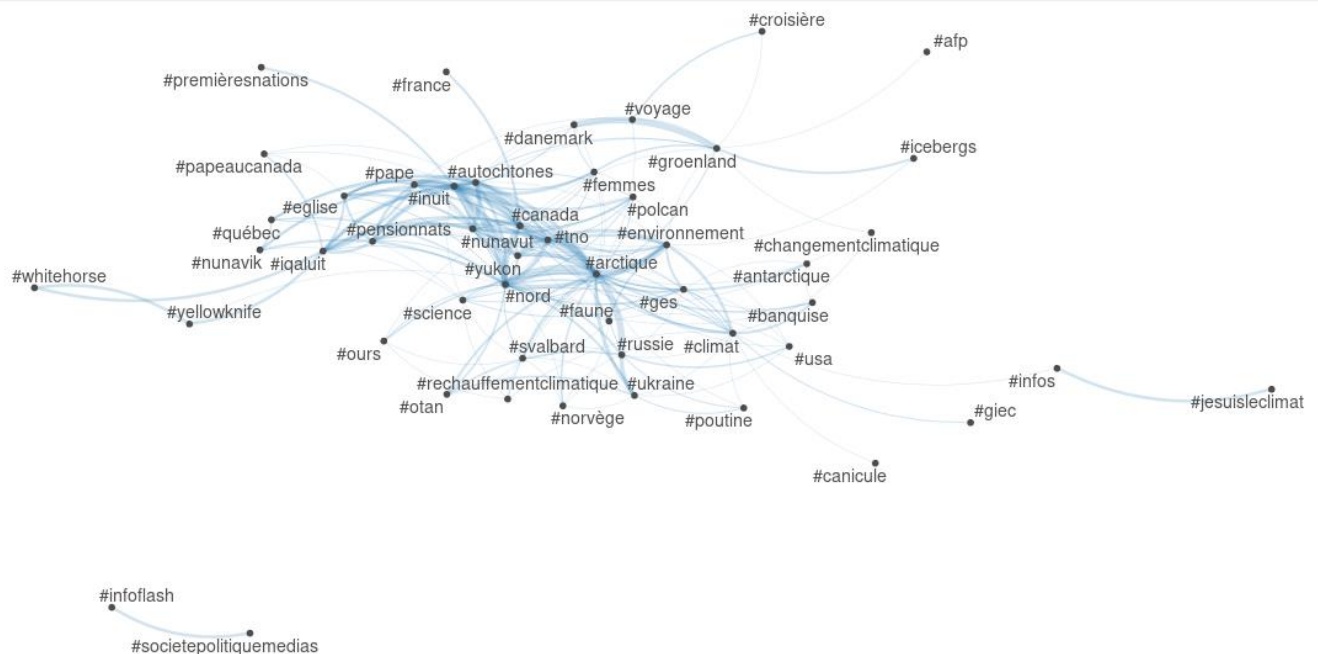 #croisière
#afp
#premièresnations
#france
#voyage
#danemark
#icebergs
#papeaucanada
#groenland
#pape
#autochtones
#femmes
#inuit
#eglise
#polcan
#canada
#québec
#pensionnats
#tno
#environnement
#nunavut
#changementclimatique
#nunavik
#iqaluit
#arctique
#yukon
#antarctique
#whitehorse
#nord
#ges
#yellowknife
#science
#faune
#banquise
#ours
#svalbard
#russie
#climat
#usa
#rechauffementclimatique
#ukraine
#infos
#otan
#norvège
#poutine
#giec
#jesuisleclimat
#canicule
#infoflash
#societepolitiquemedias